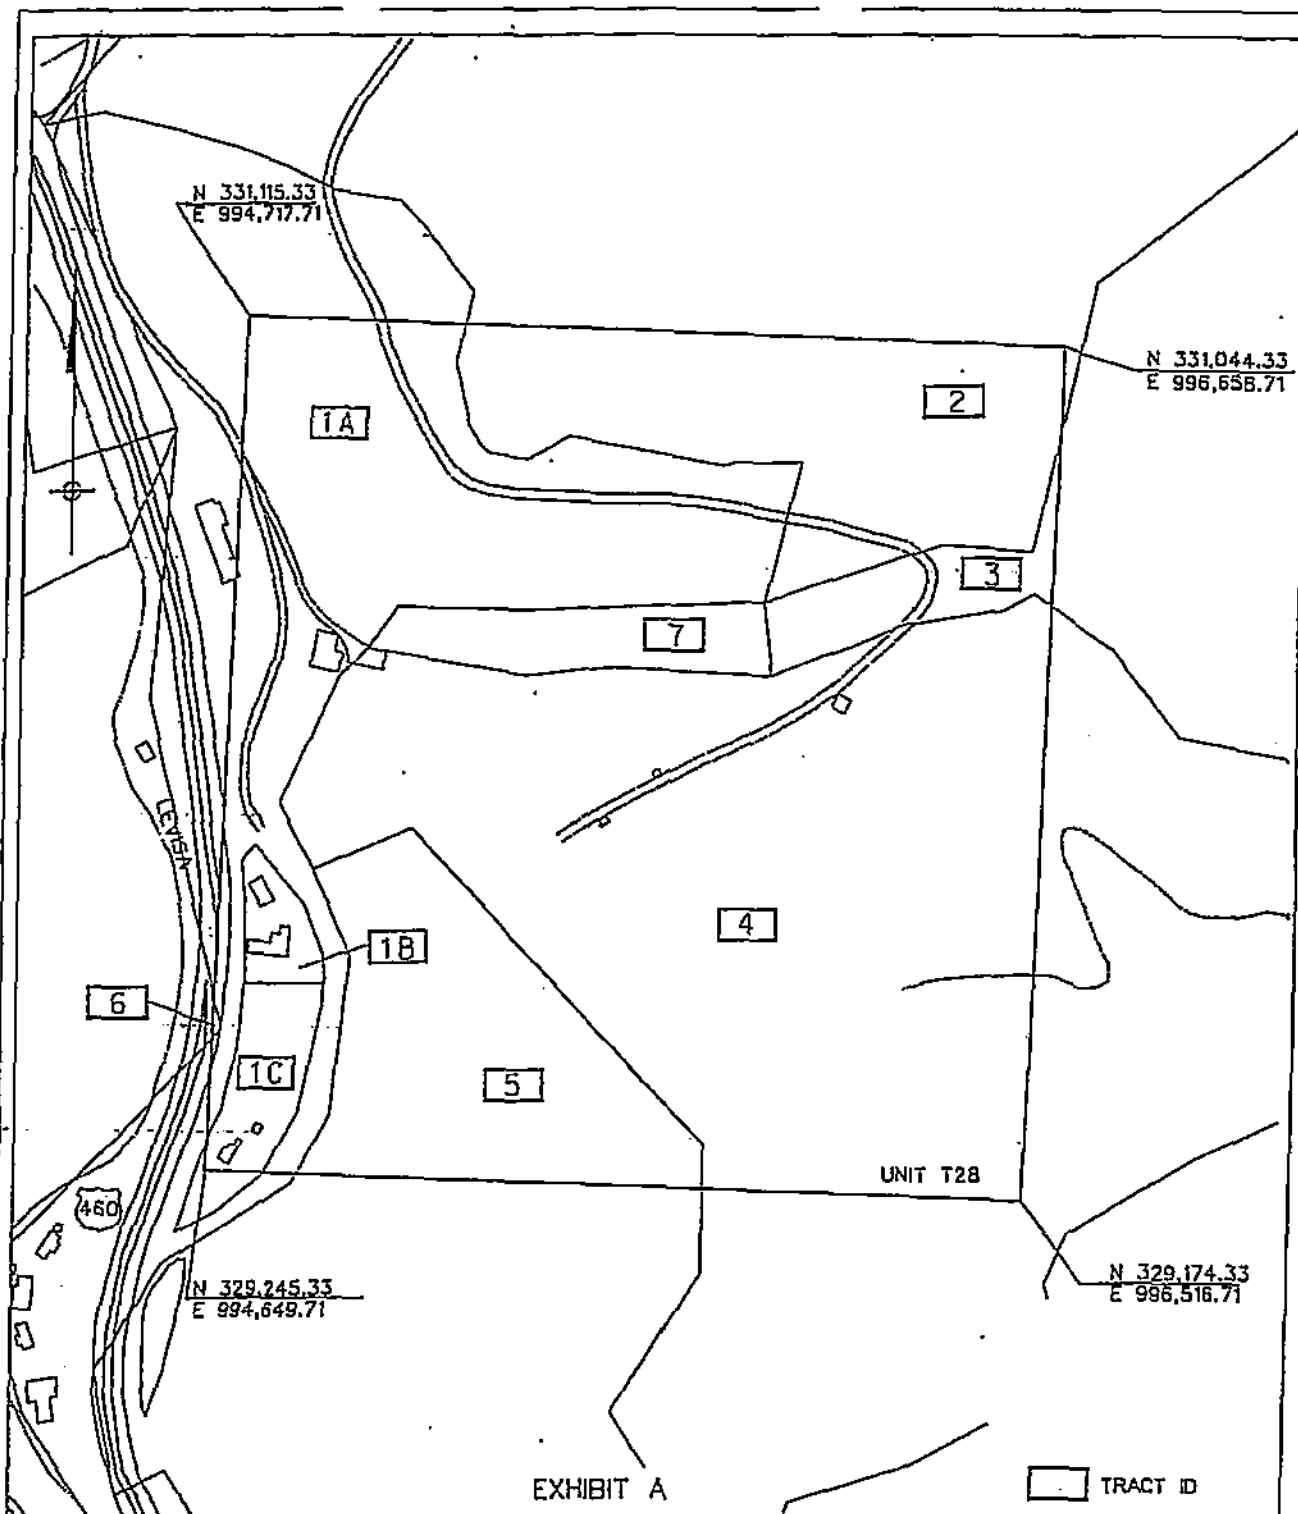 N 331,115.33
E 994,717.71
N 331,044.33
E 996,658.71
1A
2
3
7
LEVISA
4
1B
6
1C
5
UNIT T28
460
N 329,245.33
E 994,649.71
N 329,174.33
E 996,516.71
EXHIBIT A
TRACT ID